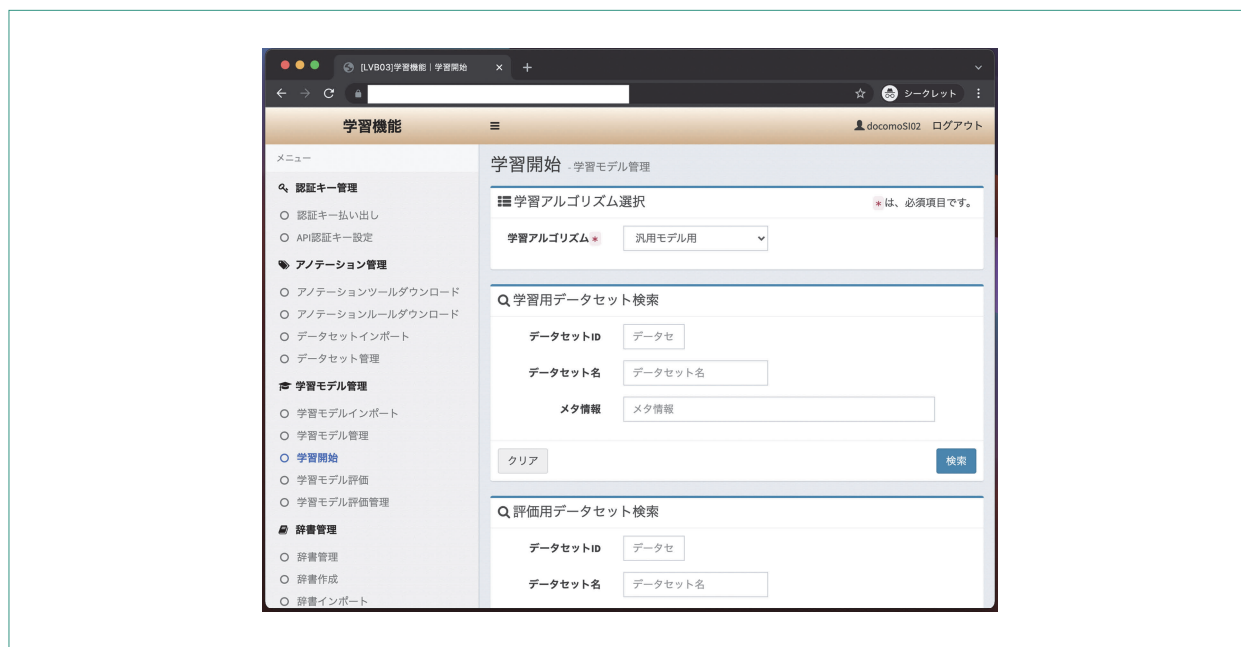 [LVB03]学習機能 | 学習開始
シークレット
学習機能
docomoSI02 ログアウト
メニュー
認証キー管理
認証キー払い出し
API認証キー設定
アノテーション管理
アノテーションツールダウンロード
アノテーションルールダウンロード
データセットインポート
データセット管理
学習モデル管理
学習モデルインポート
学習モデル管理
学習開始
学習モデル評価
学習モデル評価管理
辞書管理
辞書管理
辞書作成
辞書インポート
学習開始 - 学習モデル管理
学習アルゴリズム選択
*は、必須項目です。
学習アルゴリズム* 汎用モデル用
学習用データセット検索
データセットID データセ
データセット名 データセット名
メタ情報 メタ情報
クリア 検索
評価用データセット検索
データセットID データセ
データセット名 データセット名